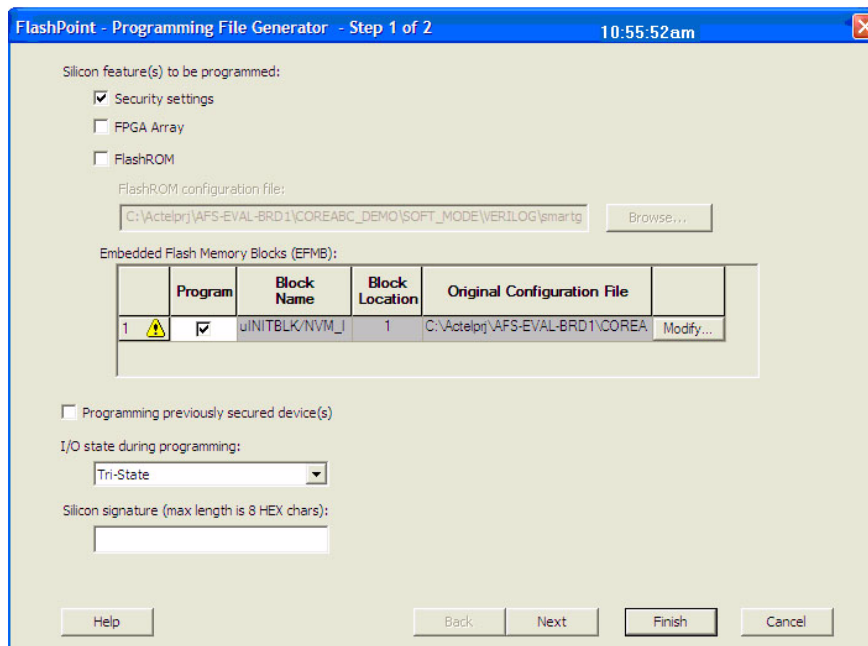 FlashPoint - Programming File Generator - Step 1 of 2 10:55:52am
Silicon feature(s) to be programmed:
Security settings
FPGA Array
FlashROM
FlashROM configuration file:
C:\Actelprj\AFS-EVAL-BRD1\COREABC_DEMO\SOFT_MODE\VERILOG\smartg Browse...
Embedded Flash Memory Blocks (EFMB):
Program Block Name Block Location Original Configuration File
1 uINITBLK/NVM_I 1 C:\Actelprj\AFS-EVAL-BRD1\COREA Modify...
Programming previously secured device(s)
I/O state during programming:
Tri-State
Silicon signature (max length is 8 HEX chars):
Help Back Next Finish Cancel